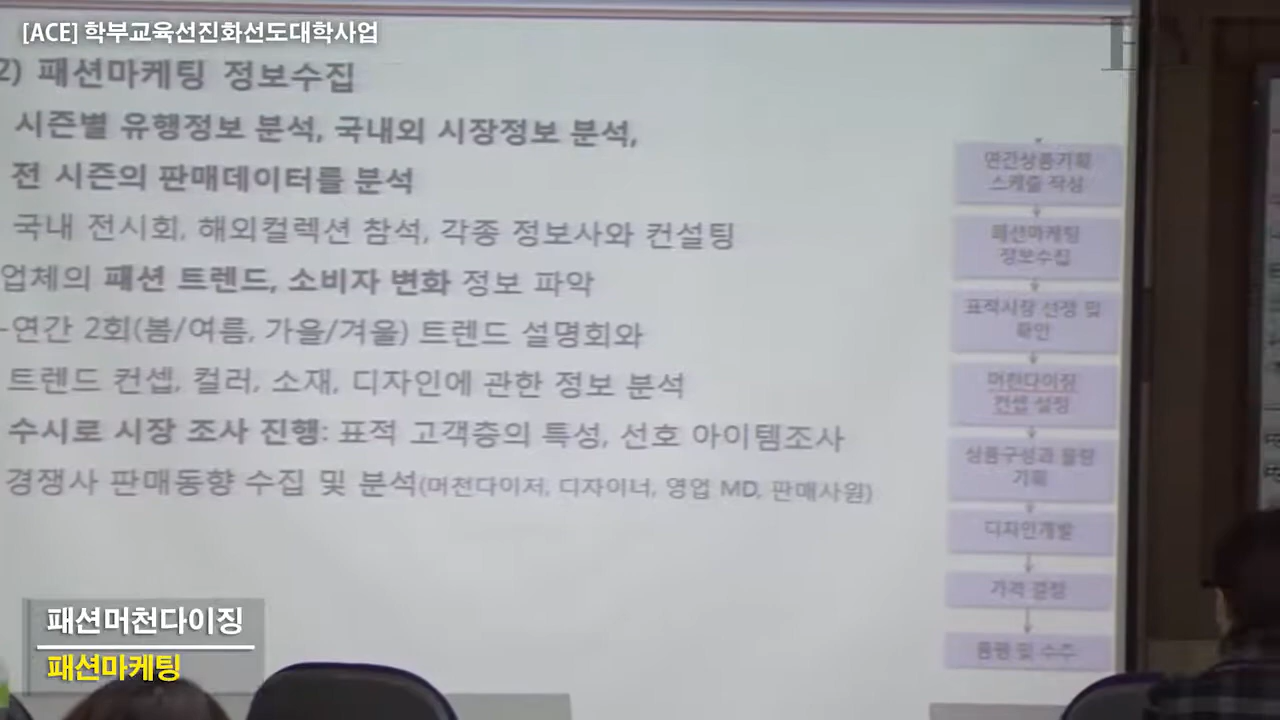 [ACE] 학부교육선진화선도대학사업
2) 패션마케팅 정보수집
시즌별 유행정보 분석, 국내외 시장정보 분석,
전 시즌의 판매데이터를 분석
국내 전시회, 해외컬렉션 참석, 각종 정보사와 컨설팅
업체의 패션 트렌드, 소비자 변화 정보 파악
-연간 2회(봄/여름, 가을/겨울) 트렌드 설명회와
트렌드 컨셉, 컬러, 소재, 디자인에 관한 정보 분석
수시로 시장 조사 진행: 표적 고객층의 특성, 선호 아이템조사
경쟁사 판매동향 수집 및 분석(머천다이저, 디자이너, 영업 MD, 판매사원)
연간상품기획
스케줄 작성
패션마케팅
정보수집
표적시장 선정 및
확인
머천다이징
컨셉 설정
상품구성과 물량
기획
디자인개발
가격 결정
품평 및 수주
패션머천다이징
패션마케팅